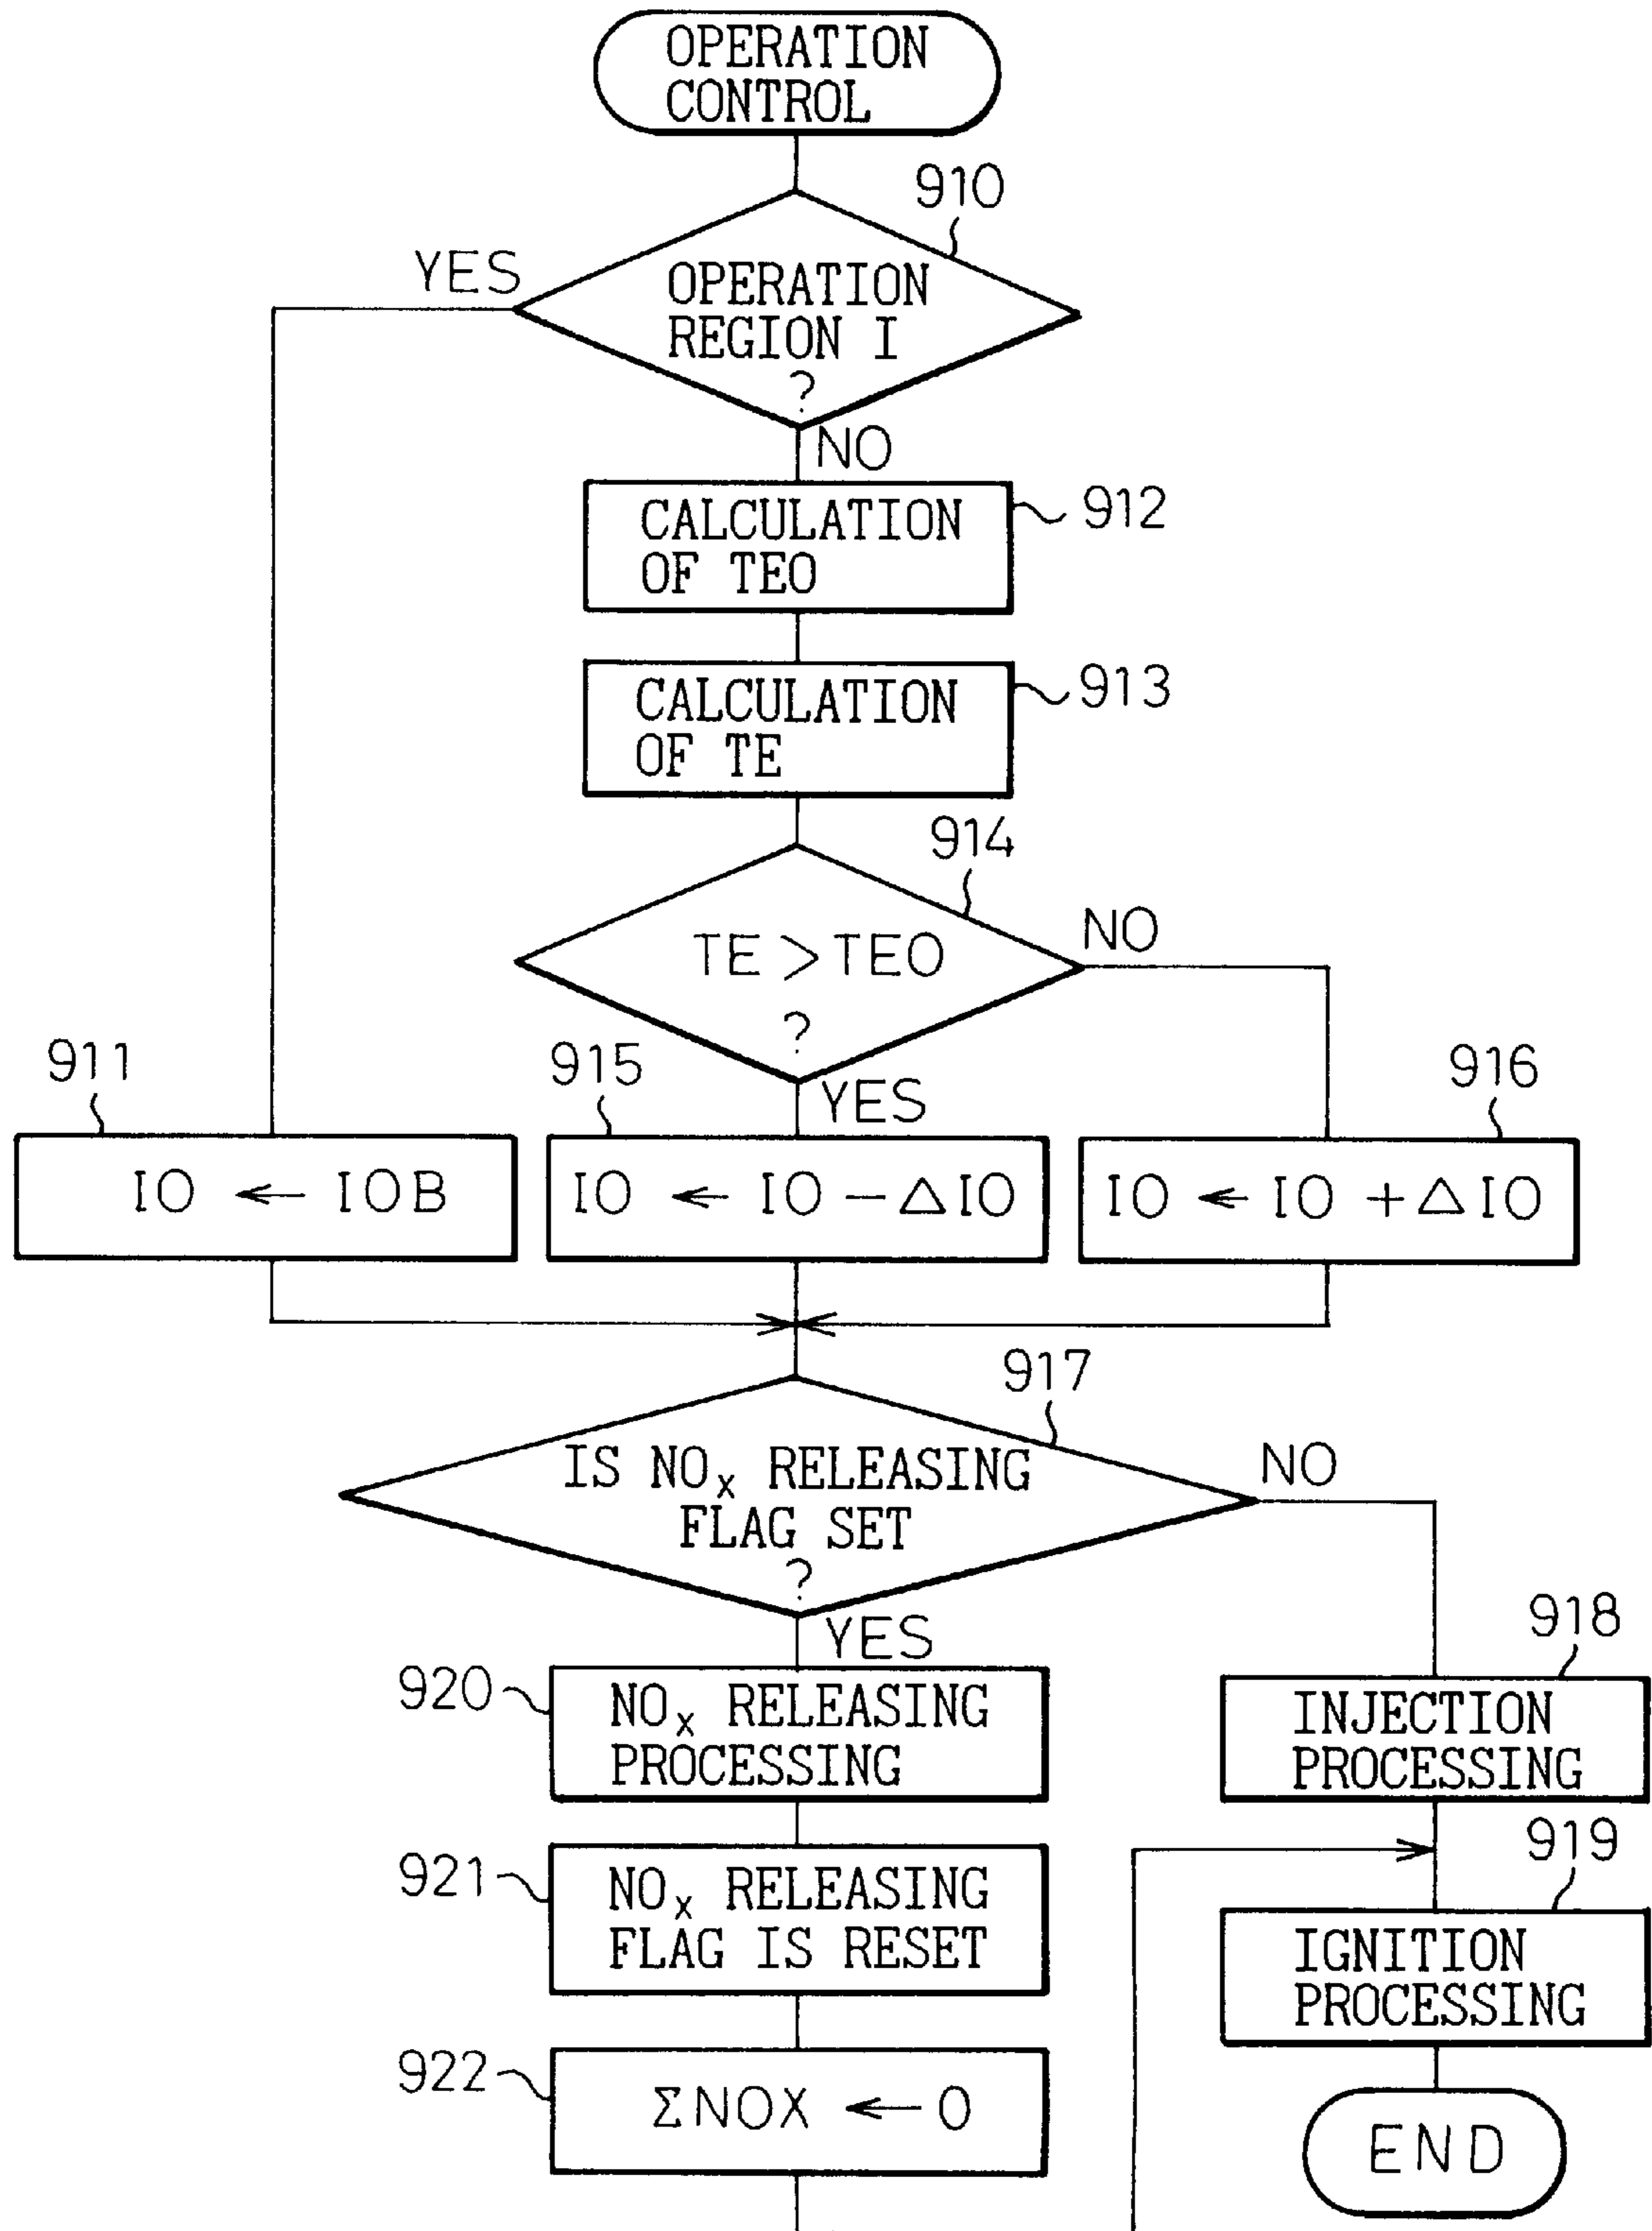 OPERATION
CONTROL
910
YES
OPERATION
REGION I
?
NO
CALCULATION
OF TEO
912
CALCULATION
OF TE
913
914
TE > TEO
?
NO
YES
911
915
916
IO ← IOB
IO ← IO - ΔIO
IO ← IO + ΔIO
917
IS NOx RELEASING
FLAG SET
?
NO
YES
918
920
NOx RELEASING
PROCESSING
INJECTION
PROCESSING
919
921
NOx RELEASING
FLAG IS RESET
IGNITION
PROCESSING
922
ΣNOX ← 0
END